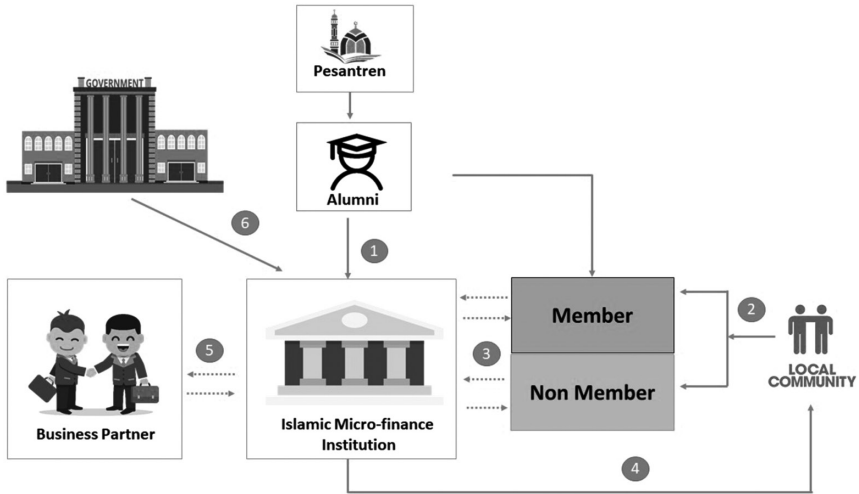 Pesantren
GOVERNMENT
Alumni
6
1
Member
2
LOCAL
COMMUNITY
3
Non Member
5
Business Partner
Islamic Micro-finance
Institution
4